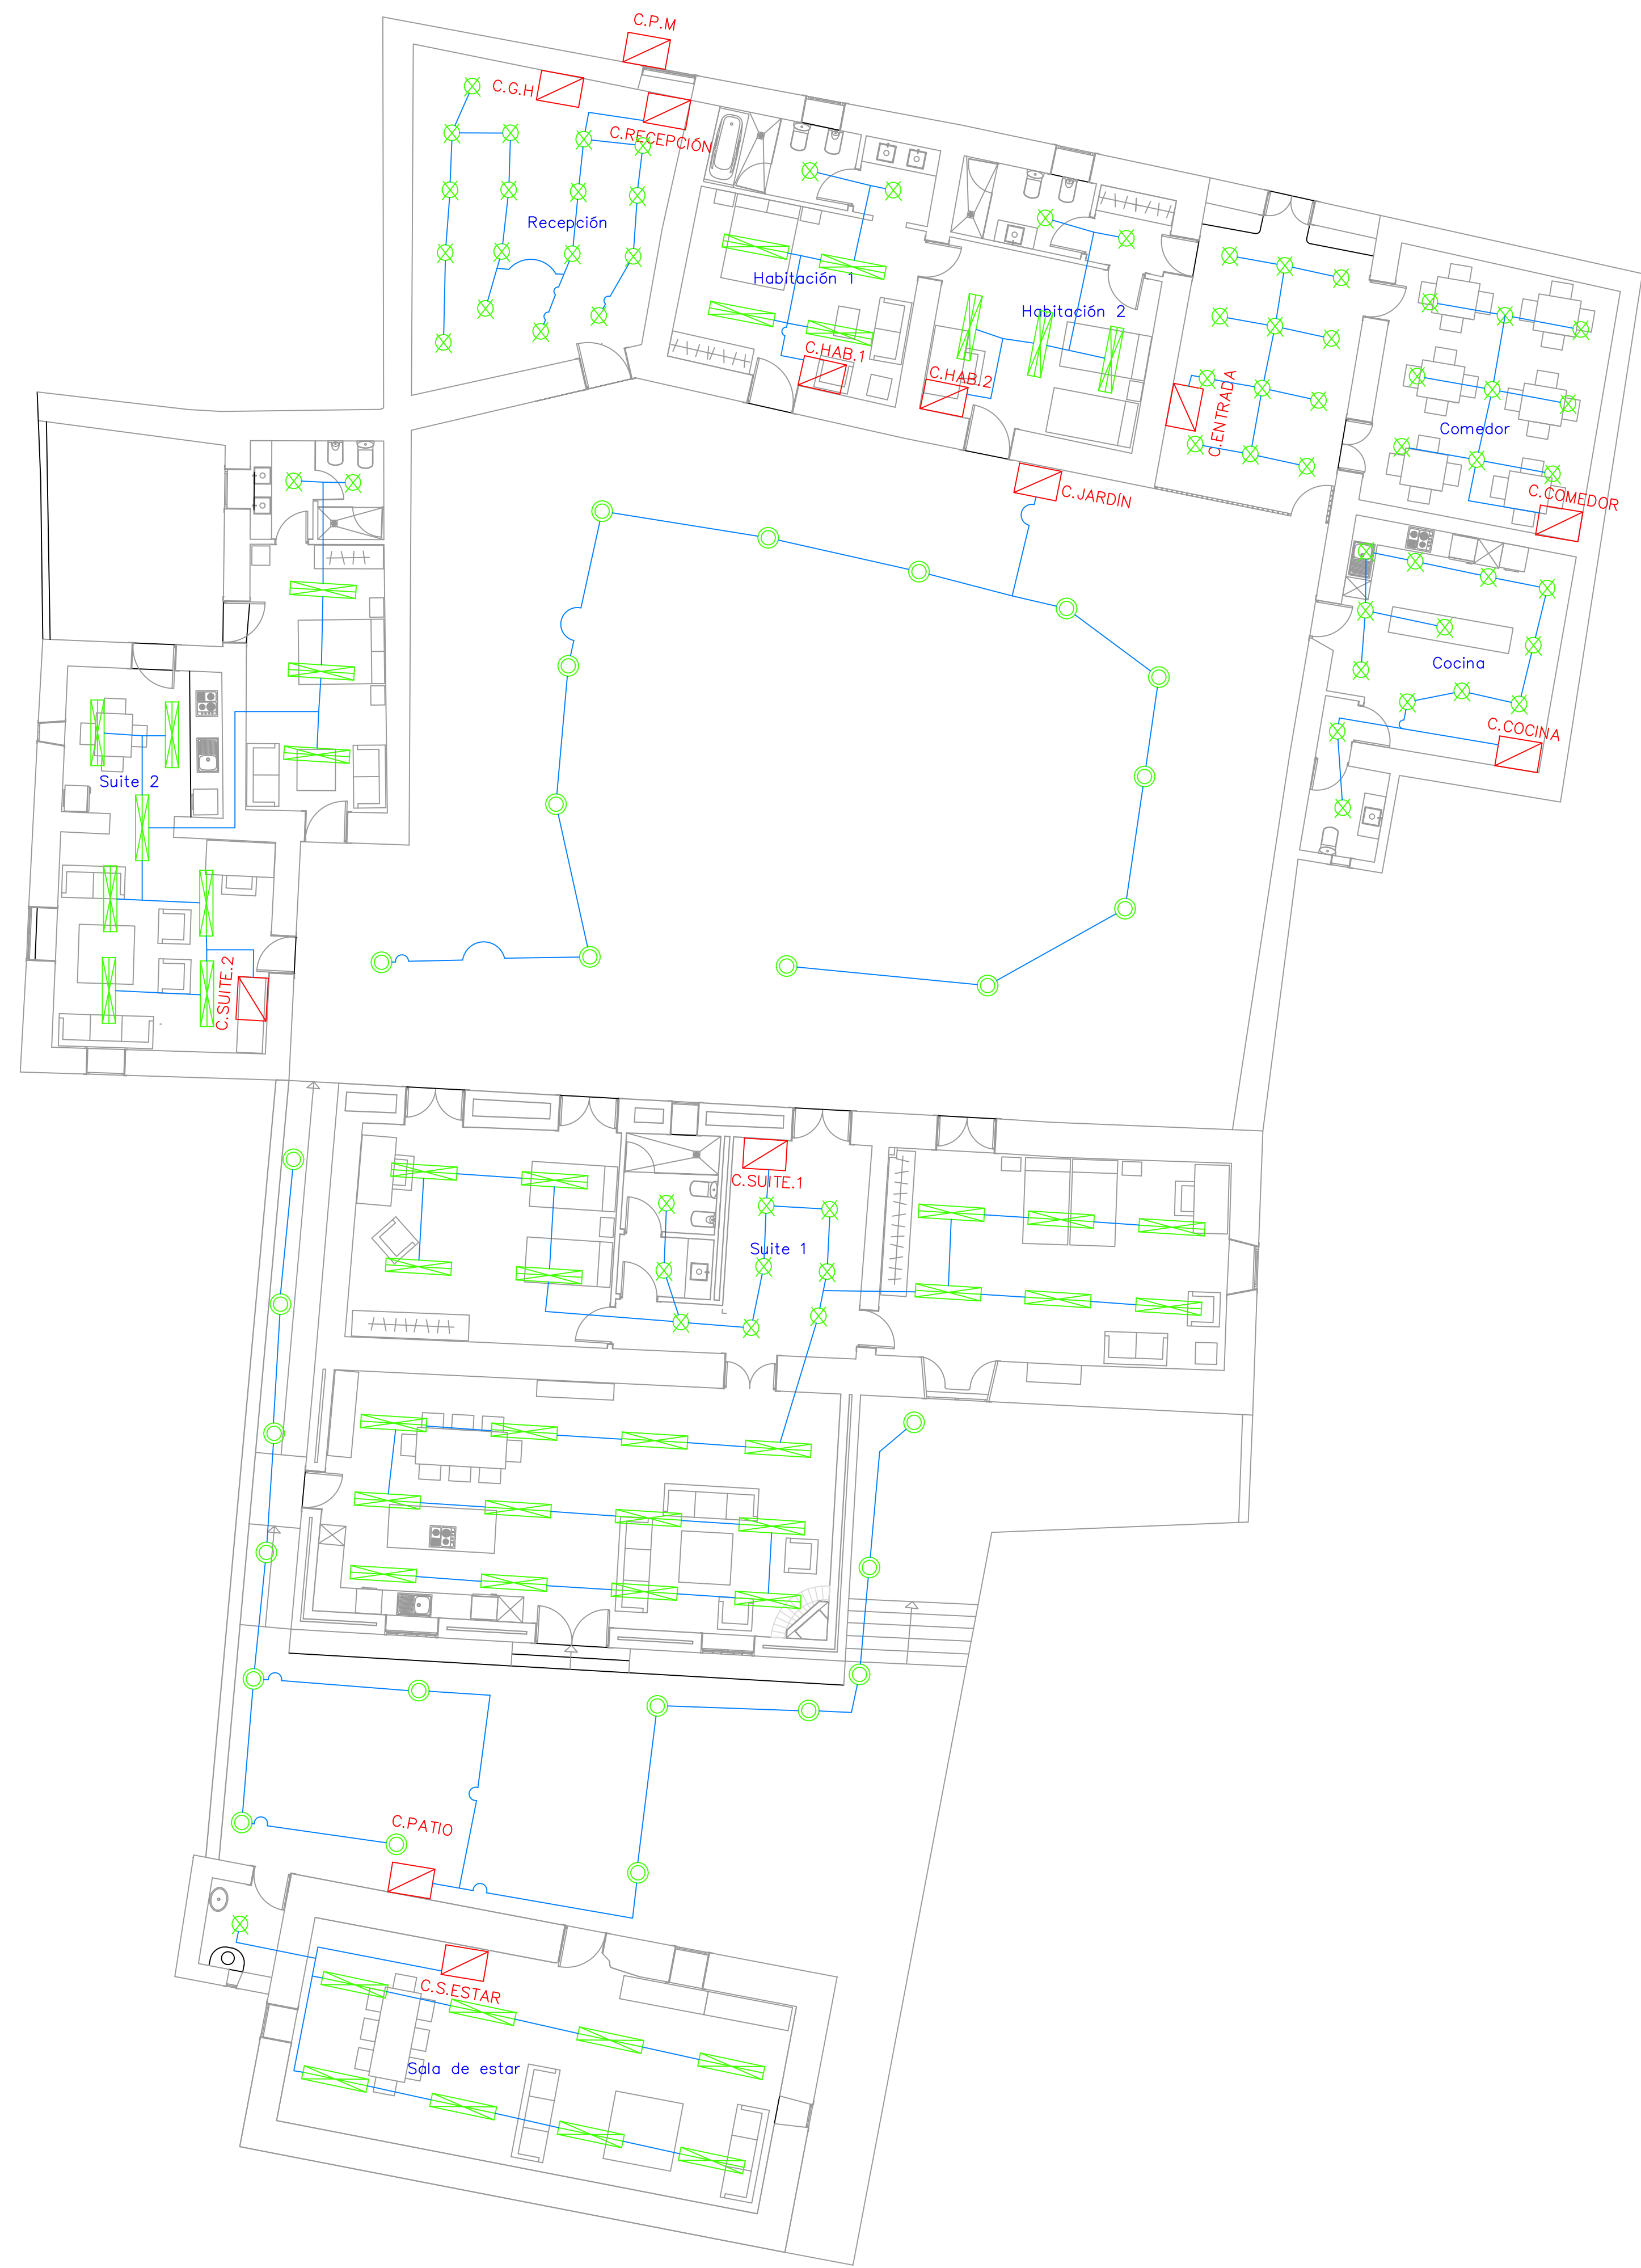 C.P.M
C.G.H
C.RECEPCIÓN
Recepción
Habitación 1
Habitación 2
C.HAB.1
C.HAB.2
C.ENTRADA
Comedor
C.JARDÍN
C.COMEDOR
Cocina
C.COCINA
Suite 2
C.SUITE.2
C.SUITE.1
Suite 1
C.PATIO
C.S.ESTAR
Sala de estar